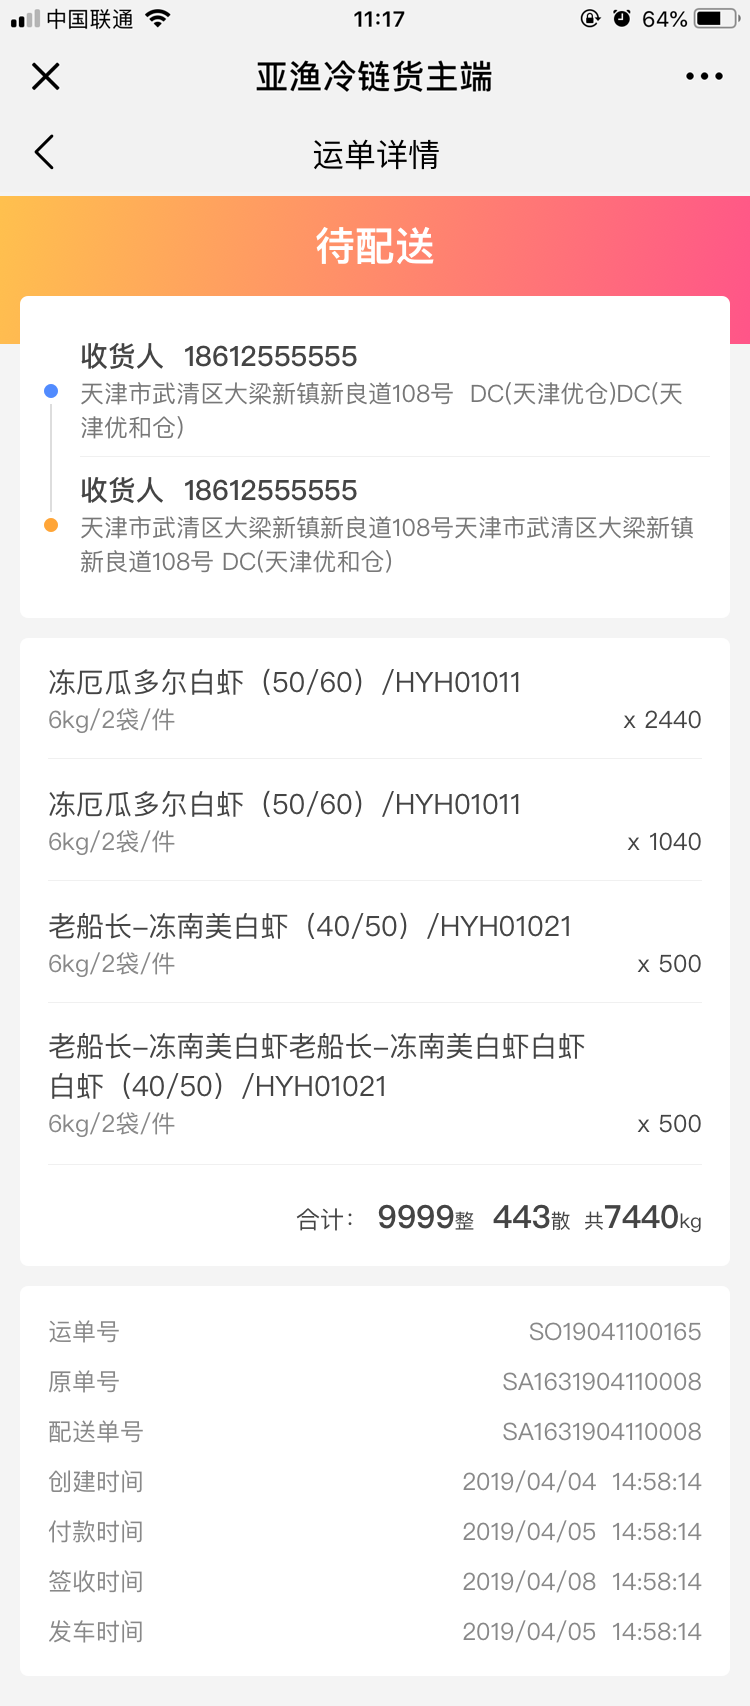 中国联通 11:17 64%
亚渔冷链货主端
运单详情
待配送
收货人 18612555555
天津市武清区大梁新镇新良道108号 DC(天津优仓)DC(天
津优和仓)
收货人 18612555555
天津市武清区大梁新镇新良道108号天津市武清区大梁新镇
新良道108号 DC(天津优和仓)
冻厄瓜多尔白虾（50/60）/HYH01011
6kg/2袋/件 x 2440
冻厄瓜多尔白虾（50/60）/HYH01011
6kg/2袋/件 x 1040
老船长–冻南美白虾（40/50）/HYH01021
6kg/2袋/件 x 500
老船长–冻南美白虾老船长–冻南美白虾白虾
白虾（40/50）/HYH01021
6kg/2袋/件 x 500
合计： 9999整 443散 共7440kg
运单号 SO19041100165
原单号 SA1631904110008
配送单号 SA1631904110008
创建时间 2019/04/04 14:58:14
付款时间 2019/04/05 14:58:14
签收时间 2019/04/08 14:58:14
发车时间 2019/04/05 14:58:14